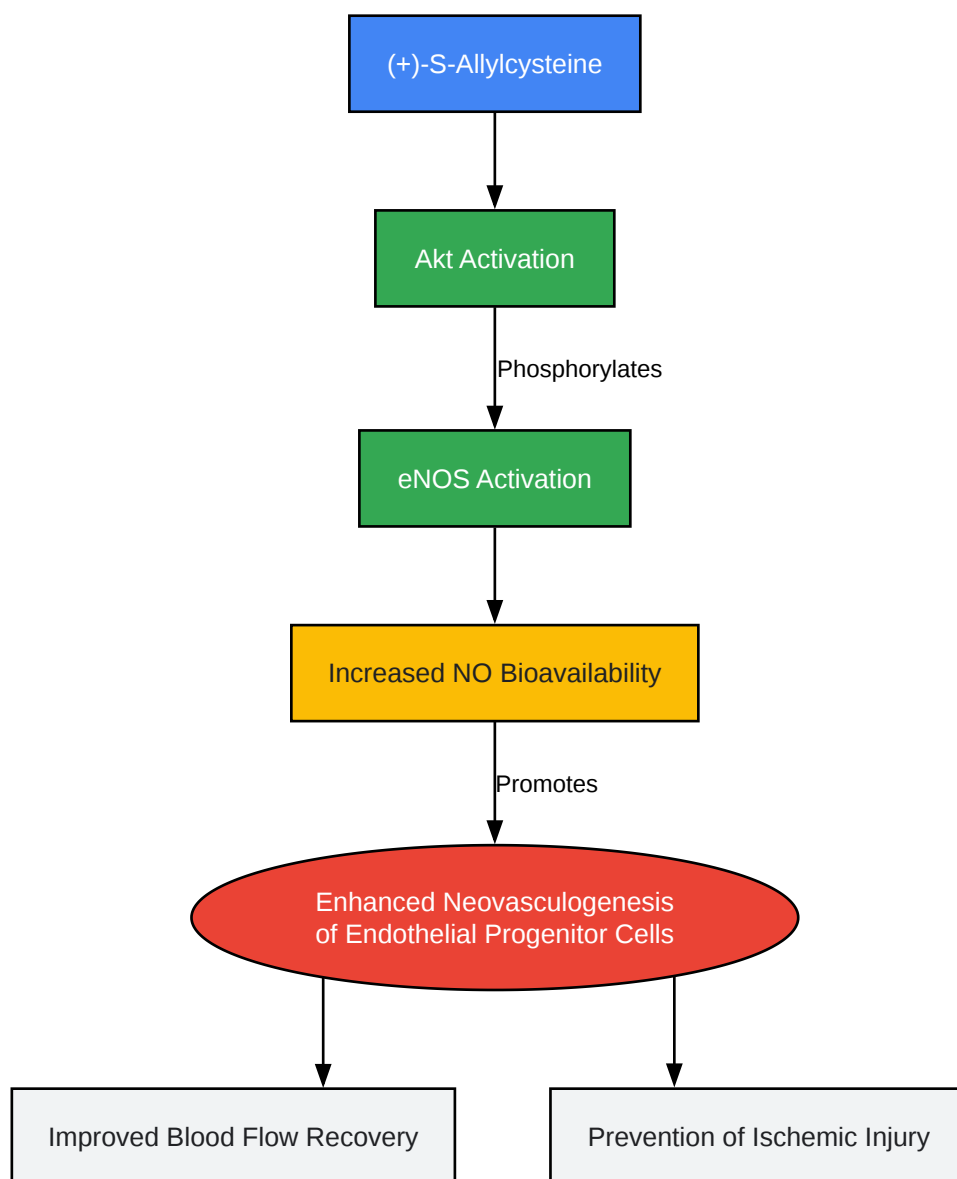 (+)-S-Allylcysteine
Akt Activation
Phosphorylates
eNOS Activation
Increased NO Bioavailability
Promotes
Enhanced Neovasculogenesis
of Endothelial Progenitor Cells
Improved Blood Flow Recovery
Prevention of Ischemic Injury